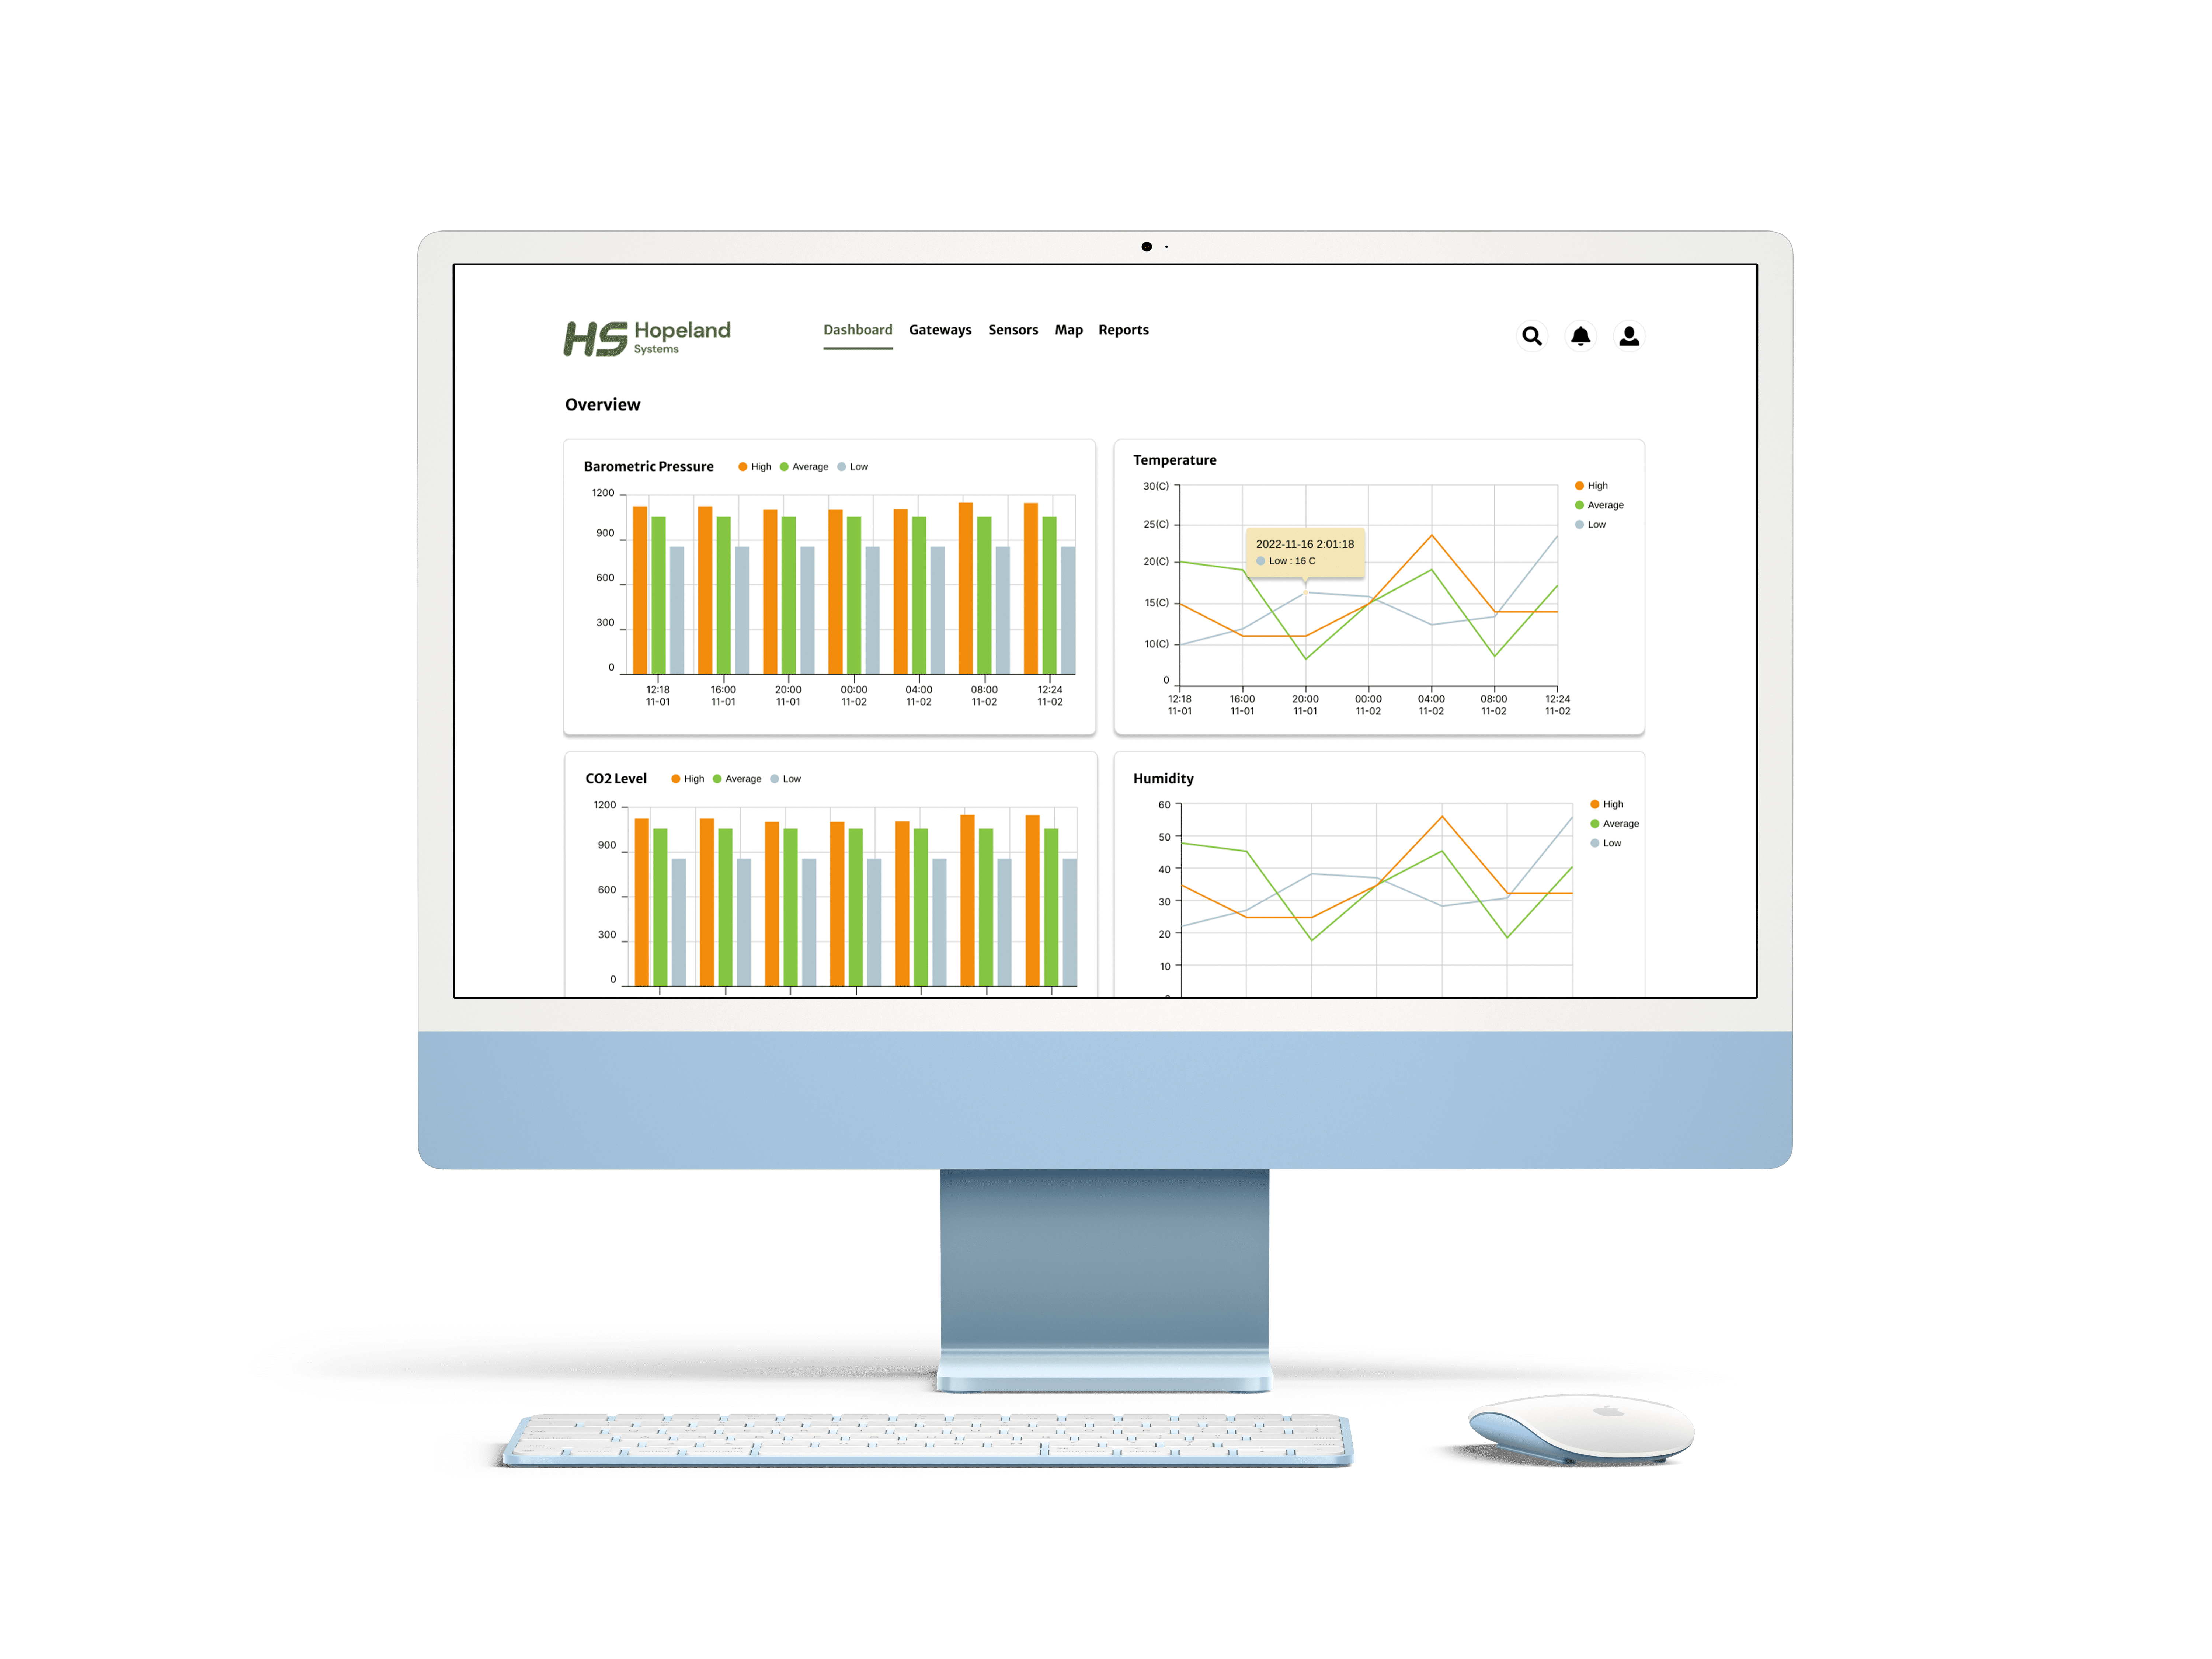 HS Hopeland
Systems
Dashboard Gateways Sensors Map Reports
Overview
Barometric Pressure High Average Low
1200
900
600
300
0
12:18 16:00 20:00 00:00 04:00 08:00 12:24
11-01 11-01 11-01 11-02 11-02 11-02 11-02
Temperature
30(C)
25(C)
20(C)
15(C)
10(C)
0
High
Average
Low
2022-11-16 2:01:18
Low : 16 C
12:18 16:00 20:00 00:00 04:00 08:00 12:24
11-01 11-01 11-01 11-02 11-02 11-02 11-02
CO2 Level High Average Low
1200
900
600
300
0
Humidity
60
50
40
30
20
10
High
Average
Low